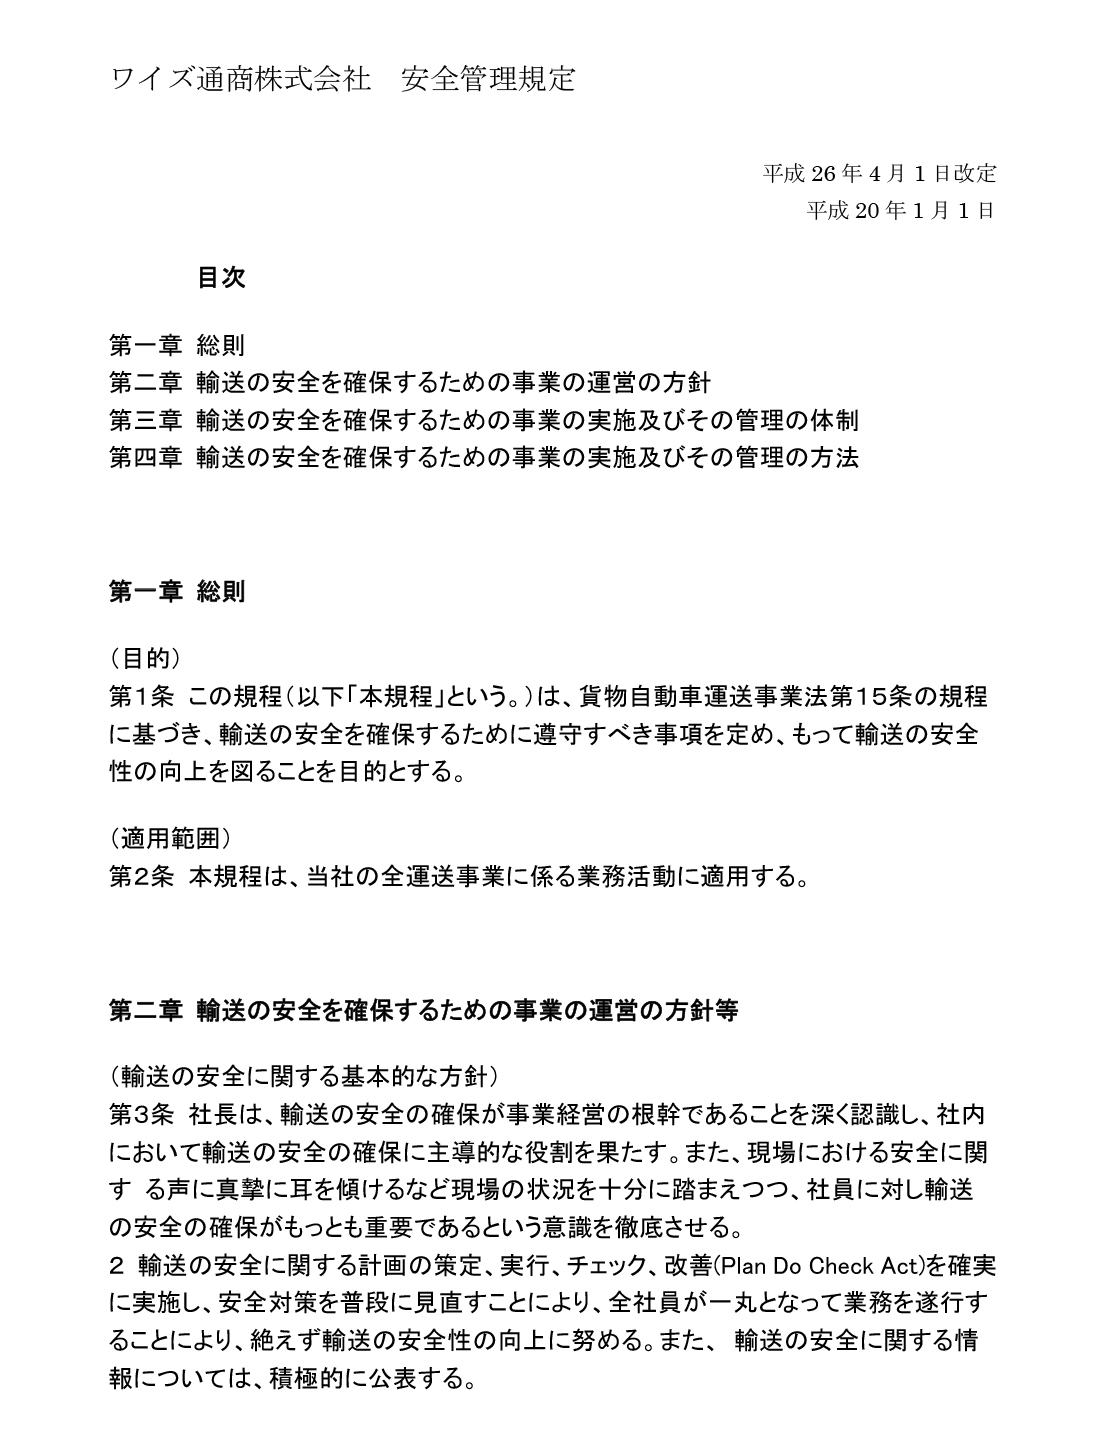 ワイズ通商株式会社　安全管理規定
平成 26 年 4 月 1 日改定
平成 20 年 1 月 1 日
目次
第一章 総則
第二章 輸送の安全を確保するための事業の運営の方針
第三章 輸送の安全を確保するための事業の実施及びその管理の体制
第四章 輸送の安全を確保するための事業の実施及びその管理の方法
第一章 総則
（目的）
第１条 この規程（以下「本規程」という。）は、貨物自動車運送事業法第１５条の規程
に基づき、輸送の安全を確保するために遵守すべき事項を定め、もって輸送の安全
性の向上を図ることを目的とする。
（適用範囲）
第２条 本規程は、当社の全運送事業に係る業務活動に適用する。
第二章 輸送の安全を確保するための事業の運営の方針等
（輸送の安全に関する基本的な方針）
第３条 社長は、輸送の安全の確保が事業経営の根幹であることを深く認識し、社内
において輸送の安全の確保に主導的な役割を果たす。また、現場における安全に関
す る声に真摯に耳を傾けるなど現場の状況を十分に踏まえつつ、社員に対し輸送
の安全の確保がもっとも重要であるという意識を徹底させる。
２ 輸送の安全に関する計画の策定、実行、チェック、改善(Plan Do Check Act)を確実
に実施し、安全対策を普段に見直すことにより、全社員が一丸となって業務を遂行す
ることにより、絶えず輸送の安全性の向上に努める。また、 輸送の安全に関する情
報については、積極的に公表する。